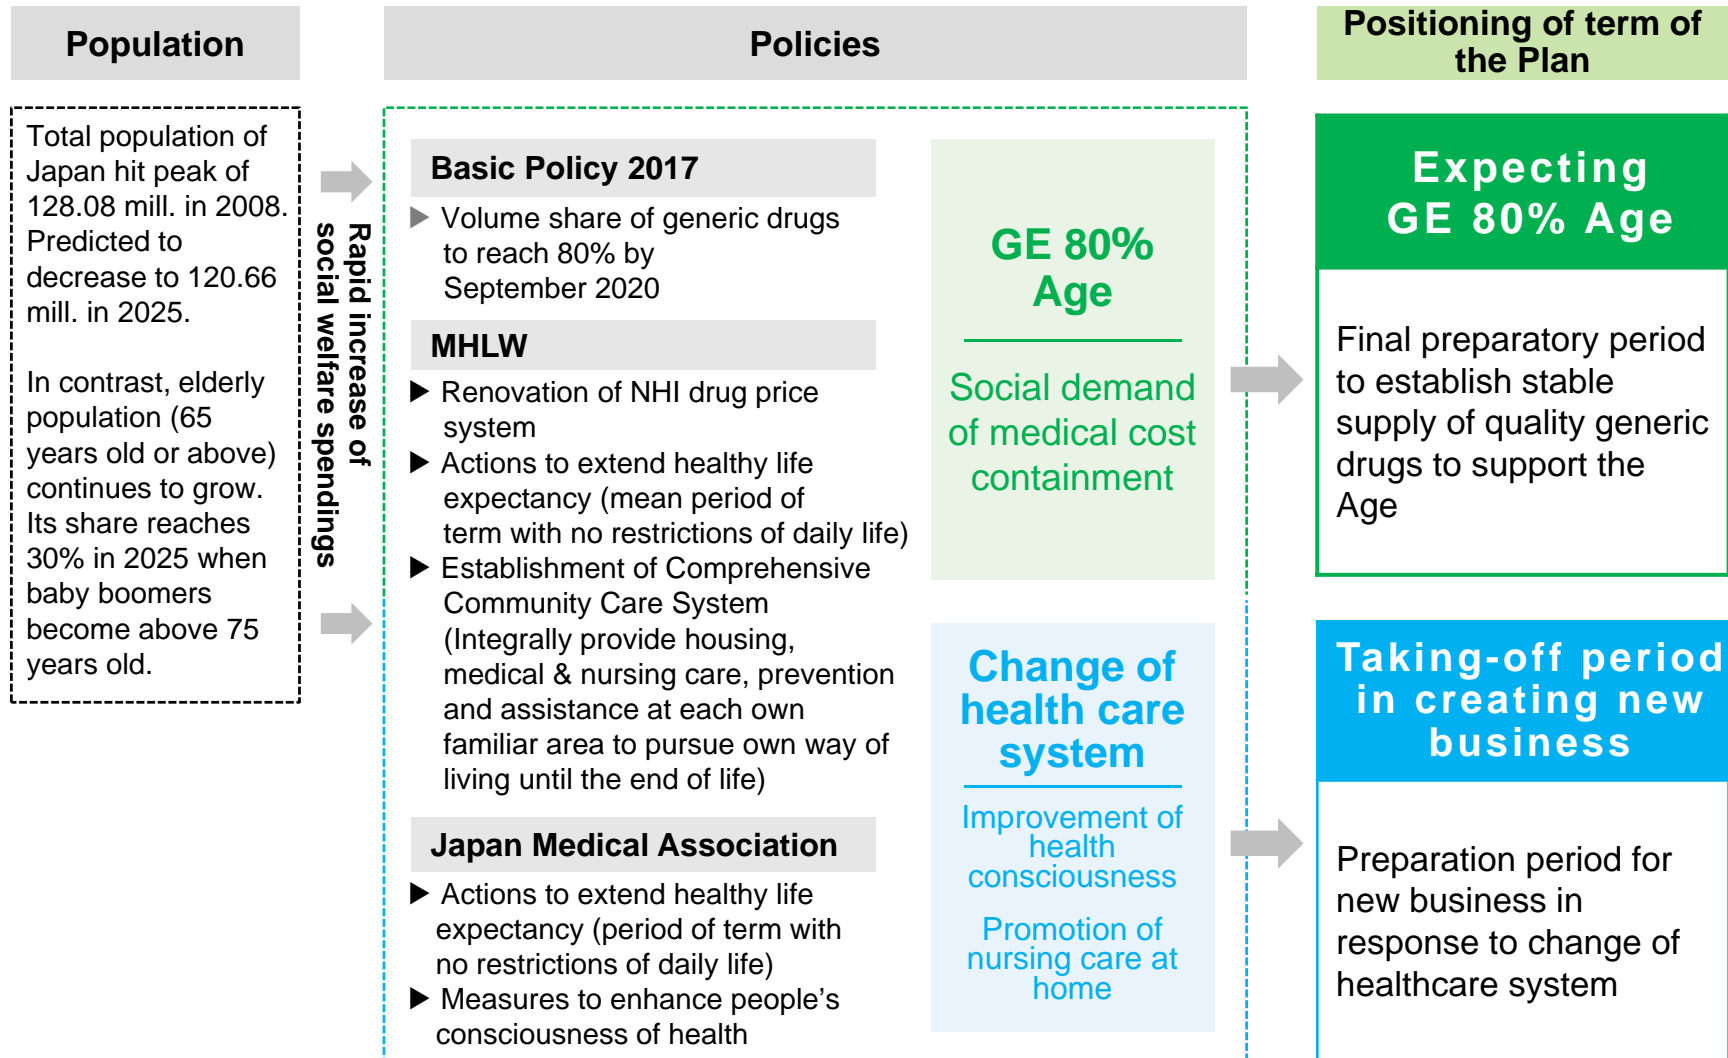 Population
Total population of
Japan hit peak of
128.08 mill. in 2008.
Predicted to
decrease to 120.66
mill. in 2025.
In contrast, elderly
population (65
years old or above)
continues to grow.
Its share reaches
30% in 2025 when
baby boomers
become above 75
years old.
Rapid increase of
social welfare spendings
Policies
Basic Policy 2017
▶ Volume share of generic drugs
to reach 80% by
September 2020
MHLW
▶ Renovation of NHI drug price
system
▶ Actions to extend healthy life
expectancy (mean period of
term with no restrictions of daily life)
▶ Establishment of Comprehensive
Community Care System
(Integrally provide housing,
medical & nursing care, prevention
and assistance at each own
familiar area to pursue own way of
living until the end of life)
Japan Medical Association
▶ Actions to extend healthy life
expectancy (period of term with
no restrictions of daily life)
▶ Measures to enhance people’s
consciousness of health
GE 80%
Age
Social demand
of medical cost
containment
Change of
health care
system
Improvement of
health
consciousness
Promotion of
nursing care at
home
Positioning of term of
the Plan
Expecting
GE 80% Age
Final preparatory period
to establish stable
supply of quality generic
drugs to support the
Age
Taking-off period
in creating new
business
Preparation period for
new business in
response to change of
healthcare system